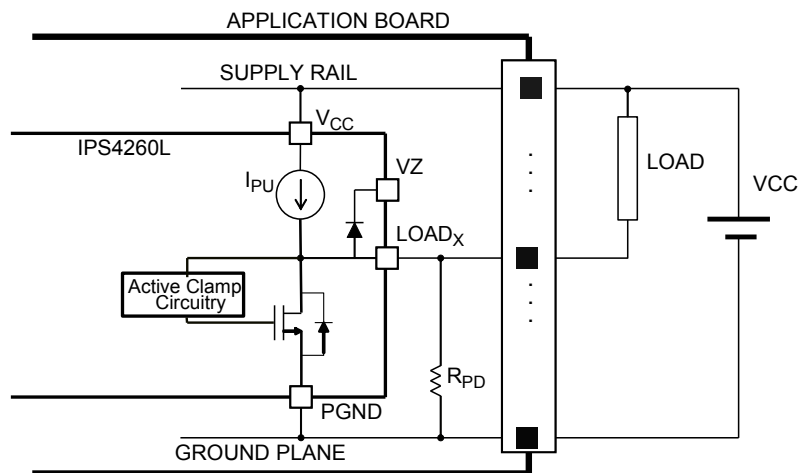 APPLICATION BOARD
SUPPLY RAIL
VCC
IPS4260L
VZ
IPU
LOAD
VCC
LOADX
Active Clamp
Circuitry
RPD
PGND
GROUND PLANE